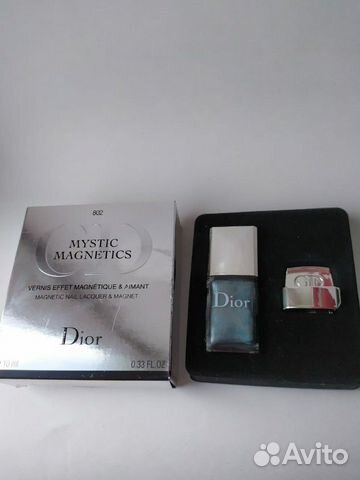 802
MYSTIC
MAGNETICS
VERNIS EFFET MAGNÉTIQUE & AIMANT
MAGNETIC NAIL LACQUER & MAGNET
Dior
10 ml 0.33 FL.OZ
Dior
CD
Avito